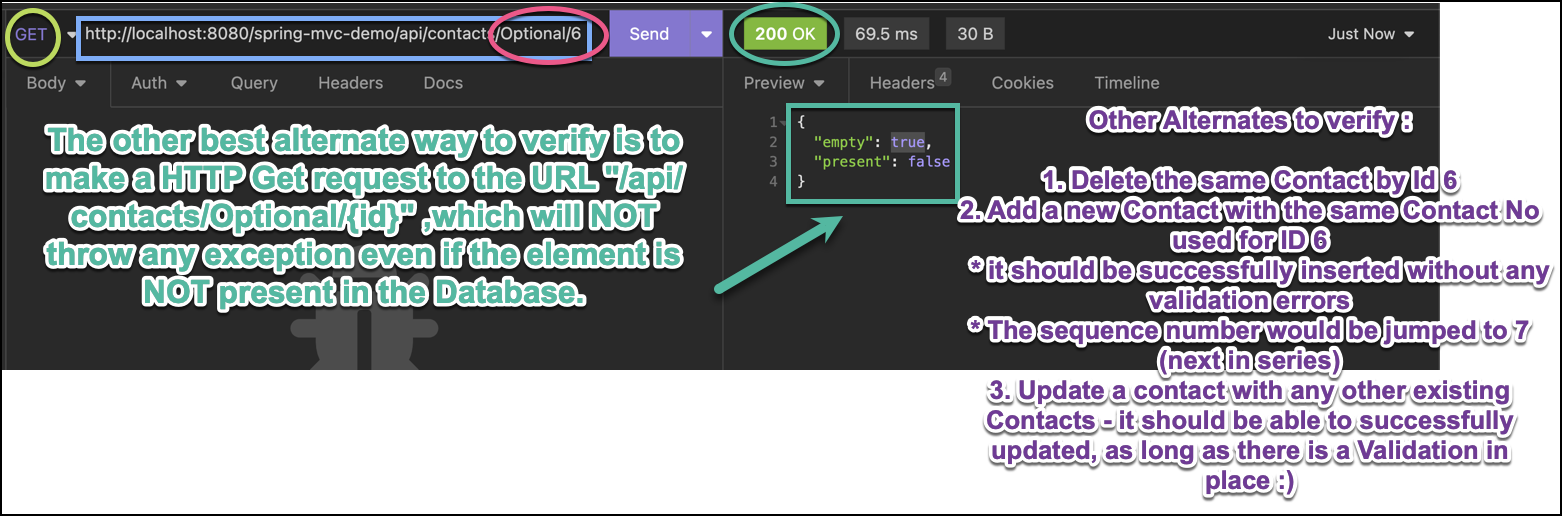 GET
http://localhost:8080/spring-mvc-demo/api/contacts/Optional/6
Send
200 OK
69.5 ms
30 B
Just Now
Body
Auth
Query
Headers
Docs
Preview
Headers 4
Cookies
Timeline
The other best alternate way to verify is to
make a HTTP Get request to the URL "/api/
contacts/Optional/{id}" ,which will NOT
throw any exception even if the element is
NOT present in the Database.
1 {
2 "empty": true,
3 "present": false
4 }
Other Alternates to verify :
1. Delete the same Contact by Id 6
2. Add a new Contact with the same Contact No
used for ID 6
* it should be successfully inserted without any
validation errors
* The sequence number would be jumped to 7
(next in series)
3. Update a contact with any other existing
Contacts - it should be able to successfully
updated, as long as there is a Validation in
place :)